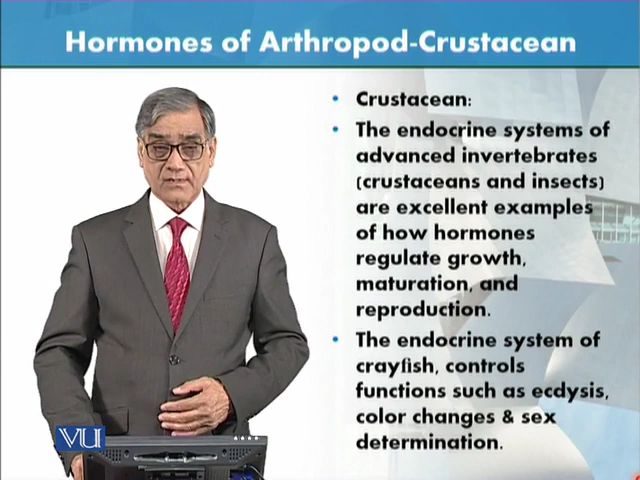 Hormones of Arthropod-Crustacean
• Crustacean:
• The endocrine systems of
advanced invertebrates
(crustaceans and insects)
are excellent examples
of how hormones
regulate growth,
maturation, and
reproduction.
• The endocrine system of
crayfish, controls
functions such as ecdysis,
color changes & sex
determination.
VU